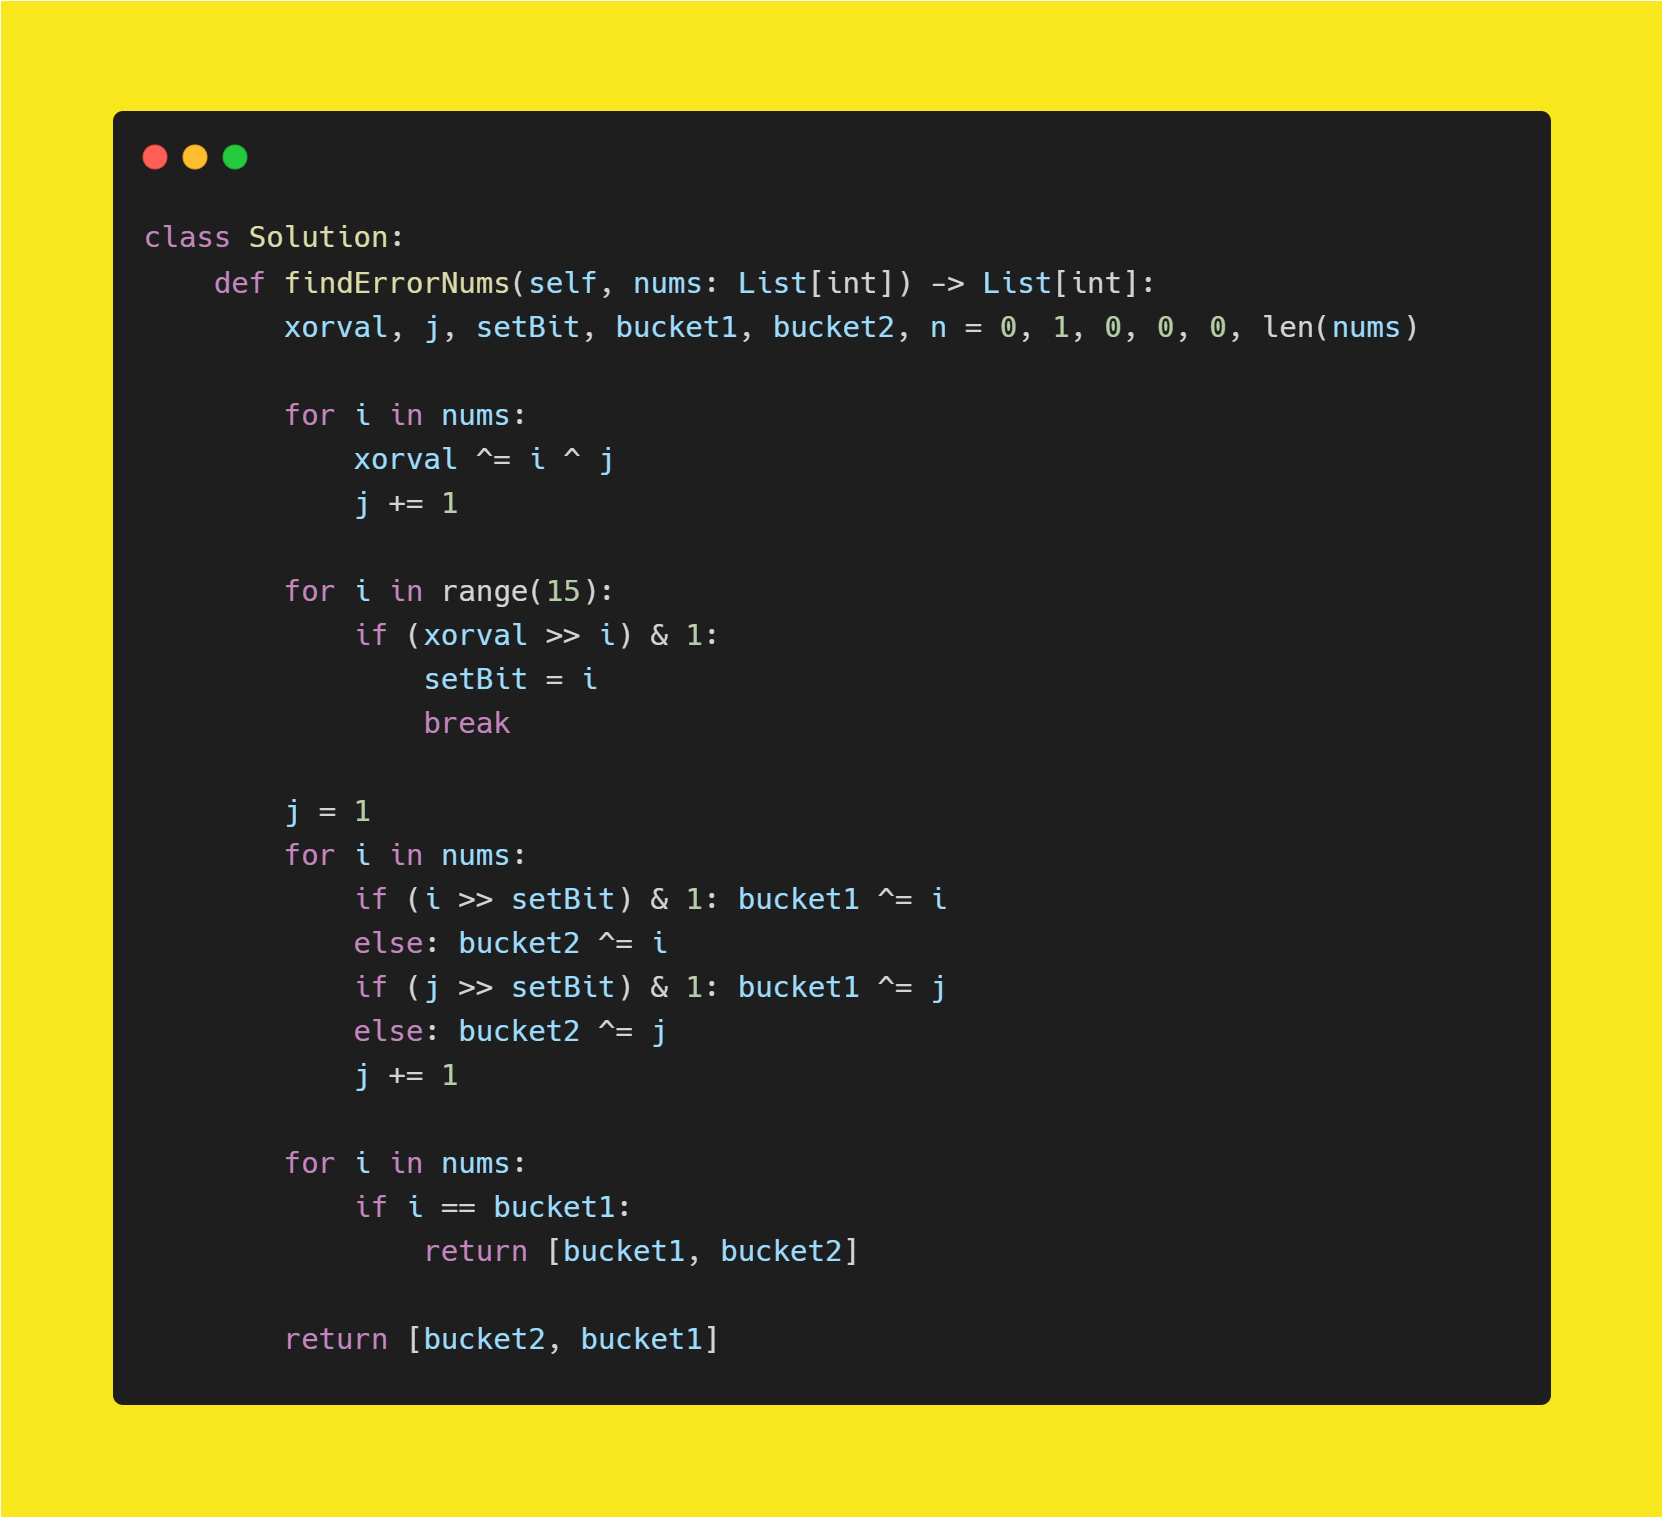 class Solution:
    def findErrorNums(self, nums: List[int]) -> List[int]:
        xorval, j, setBit, bucket1, bucket2, n = 0, 1, 0, 0, 0, len(nums)
        for i in nums:
            xorval ^= i ^ j
            j += 1
        for i in range(15):
            if (xorval >> i) & 1:
                setBit = i
                break
        j = 1
        for i in nums:
            if (i >> setBit) & 1: bucket1 ^= i
            else: bucket2 ^= i
            if (j >> setBit) & 1: bucket1 ^= j
            else: bucket2 ^= j
            j += 1
        for i in nums:
            if i == bucket1:
                return [bucket1, bucket2]
        return [bucket2, bucket1]